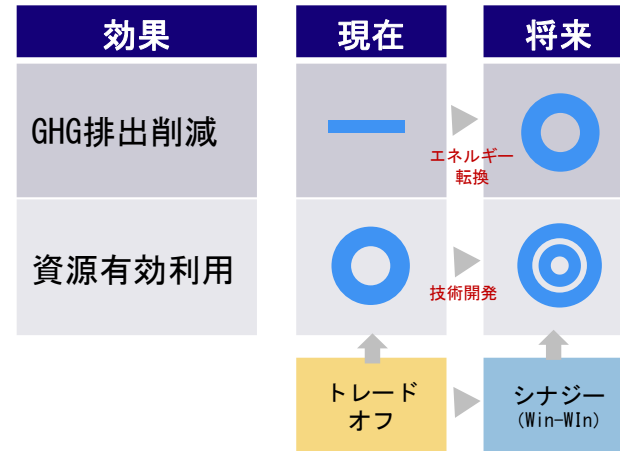 効果
現在
将来
GHG排出削減
エネルギー
転換
資源有効利用
技術開発
トレード
オフ
シナジー
(Win-WIn)